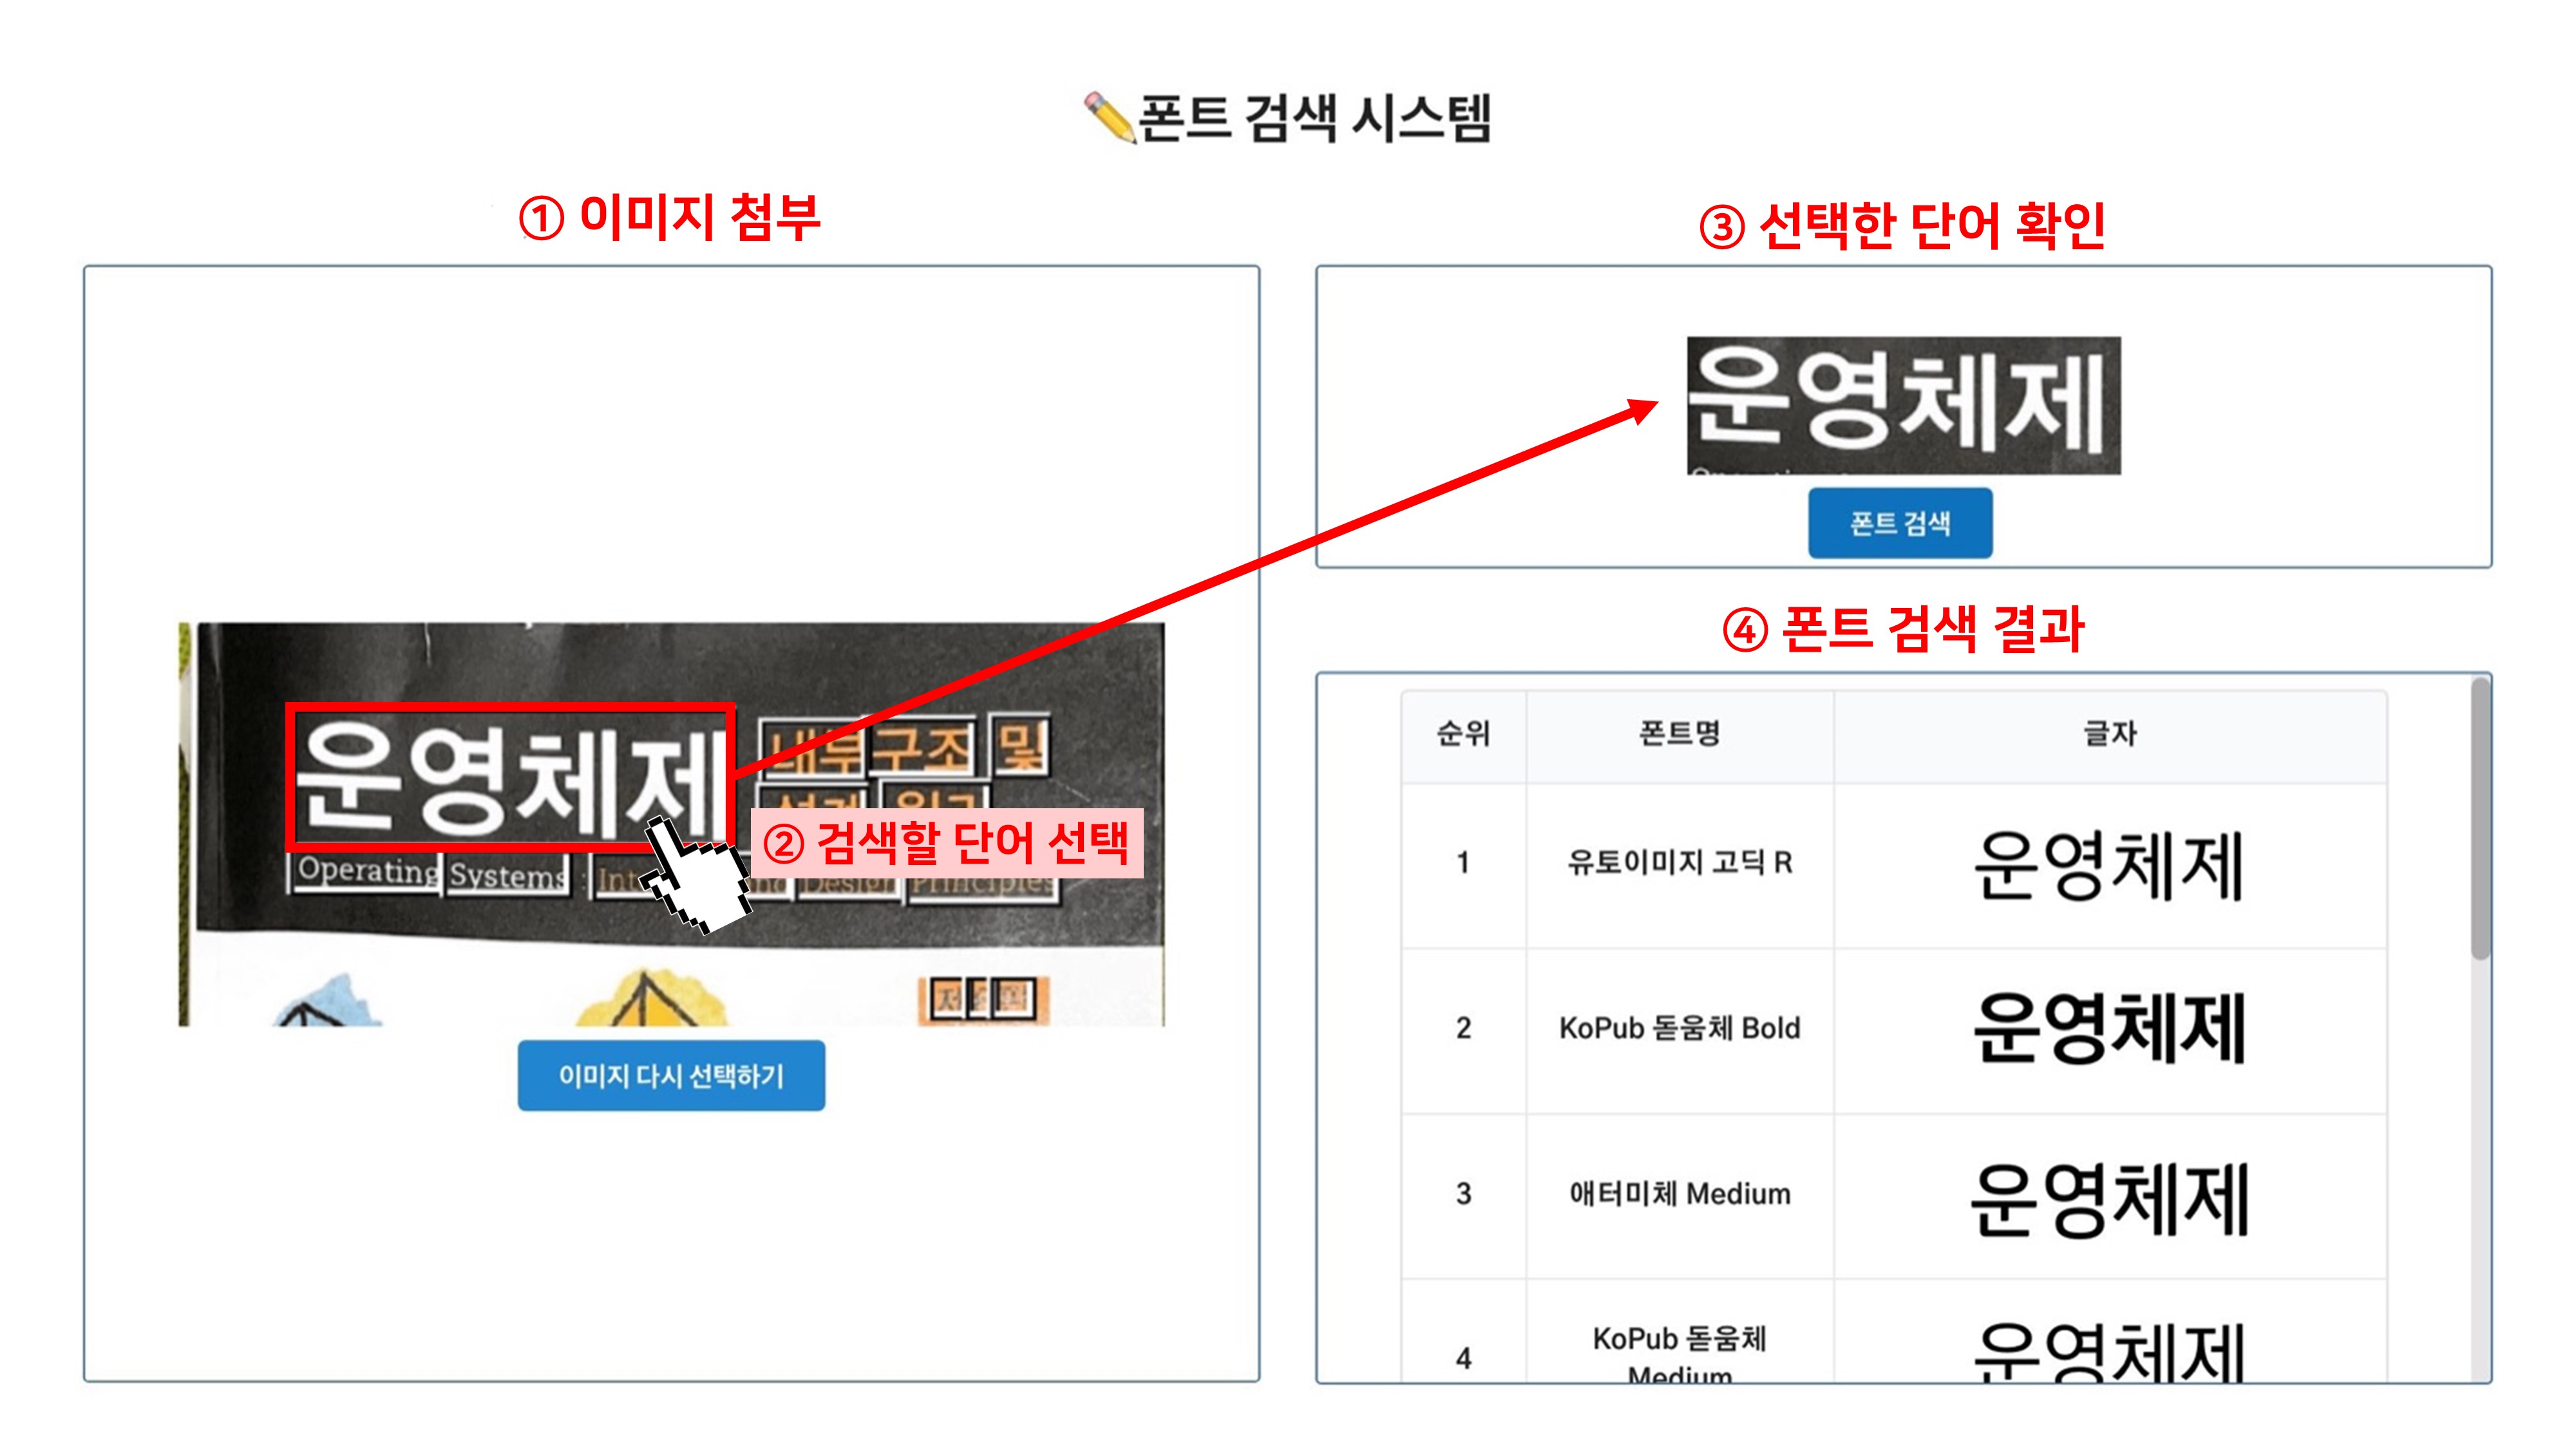 폰트 검색 시스템
① 이미지 첨부
운영체제
내부구조 및
Operating Systems :
Design Principles
② 검색할 단어 선택
이미지 다시 선택하기
③ 선택한 단어 확인
운영체제
폰트 검색
④ 폰트 검색 결과
순위 폰트명 글자
1 유토이미지 고딕 R 운영체제
2 KoPub 돋움체 Bold 운영체제
3 애터미체 Medium 운영체제
4 KoPub 돋움체 Medium 운영체제